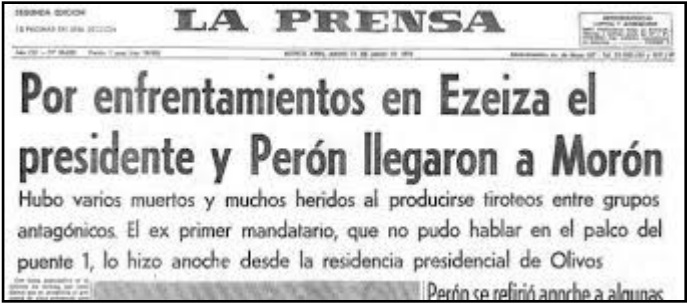 SEGUNDA EDICION
LA PRENSA
Por enfrentamientos en Ezeiza el
presidente y Perón llegaron a Morón
Hubo varios muertos y muchos heridos al producirse tiroteos entre grupos
antagónicos. El ex primer mandatario, que no pudo hablar en el palco del
puente 1, lo hizo anoche desde la residencia presidencial de Olivos
Perón se refirió anoche a algunas